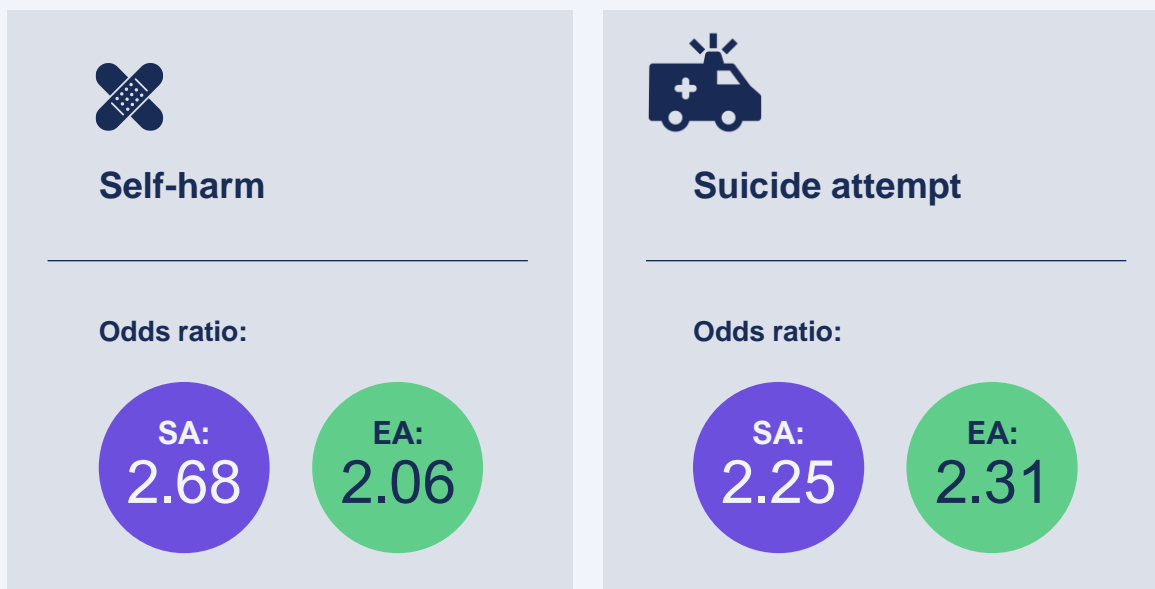 Self-harm
Odds ratio:
SA:
2.68
EA:
2.06
Suicide attempt
Odds ratio:
SA:
2.25
EA:
2.31